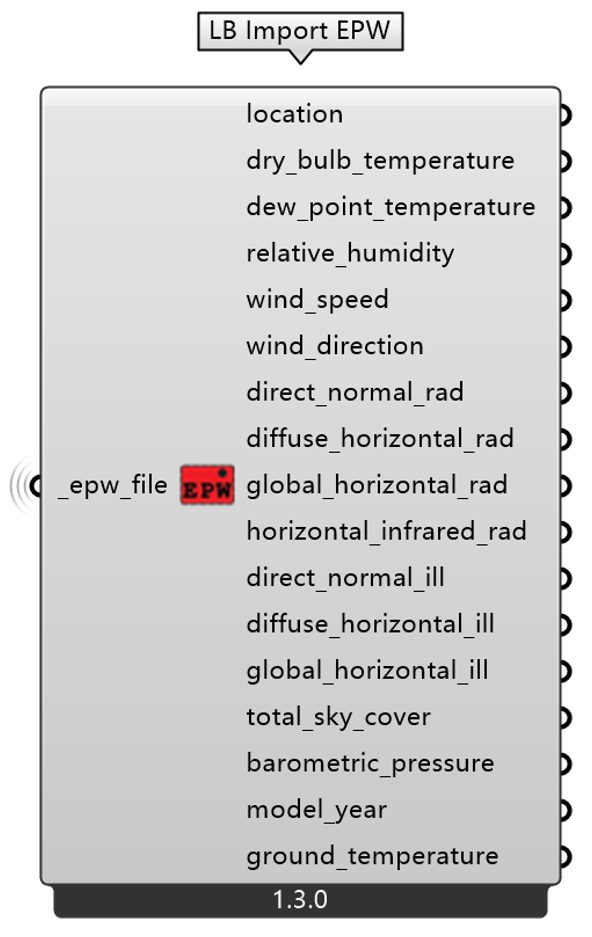 LB Import EPW
location
dry_bulb_temperature
dew_point_temperature
relative_humidity
wind_speed
wind_direction
direct_normal_rad
diffuse_horizontal_rad
_epw_file EPW global_horizontal_rad
horizontal_infrared_rad
direct_normal_ill
diffuse_horizontal_ill
global_horizontal_ill
total_sky_cover
barometric_pressure
model_year
ground_temperature
1.3.0